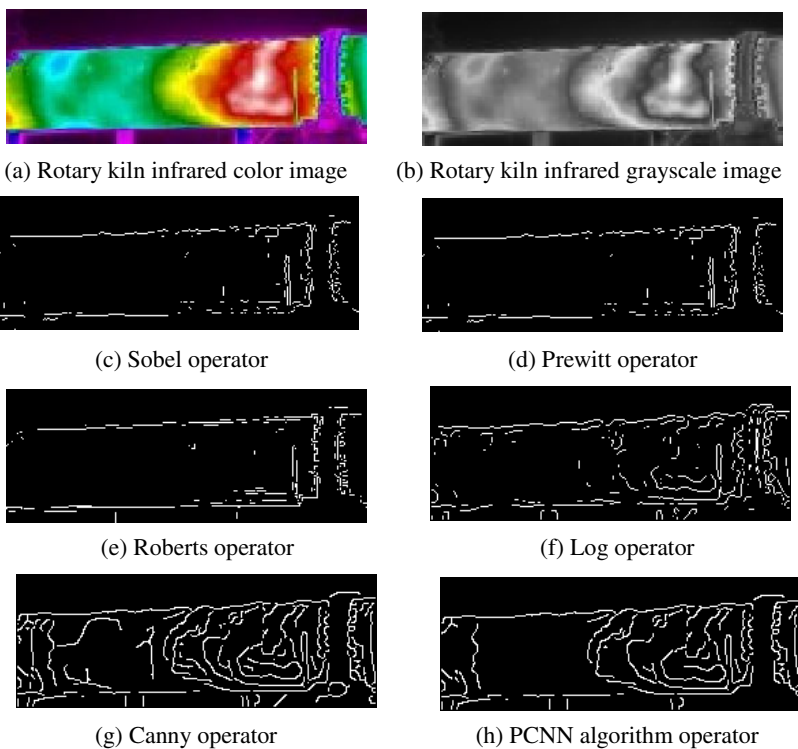 (a) Rotary kiln infrared color image
(b) Rotary kiln infrared grayscale image
(c) Sobel operator
(d) Prewitt operator
(e) Roberts operator
(f) Log operator
(g) Canny operator
(h) PCNN algorithm operator